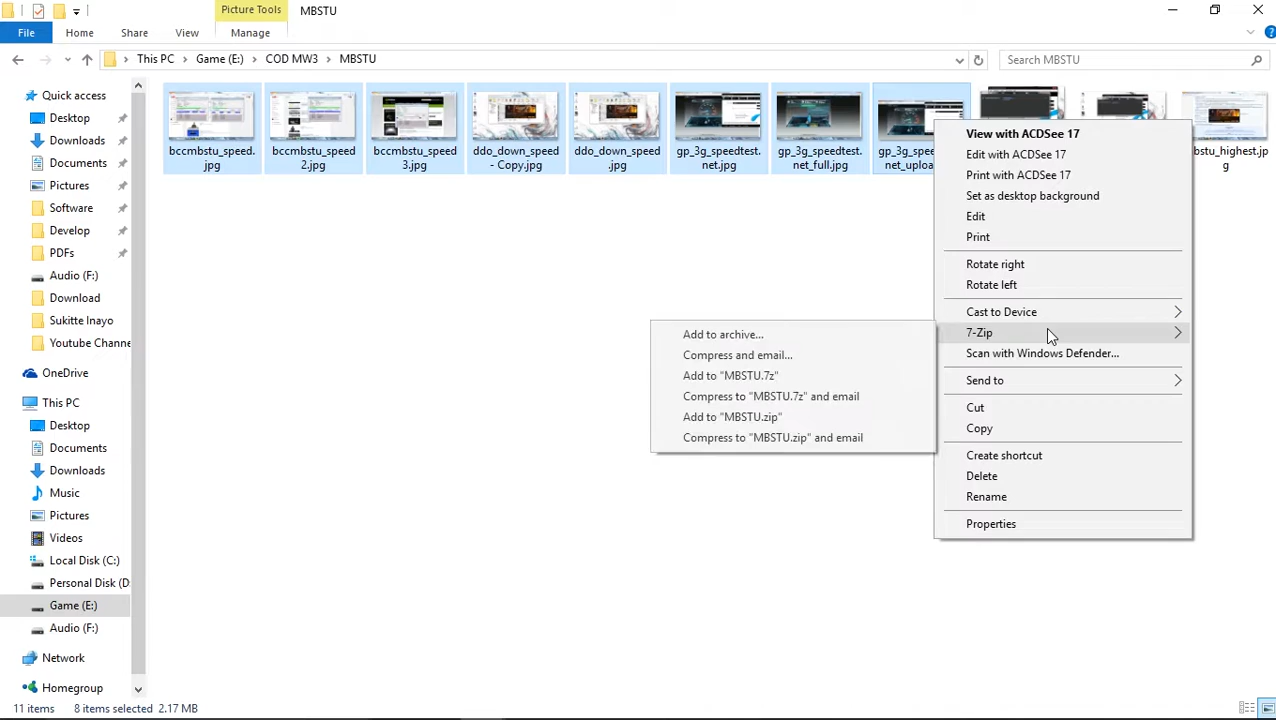 Picture Tools
MBSTU
File
Home
Share
View
Manage
This PC
Game (E:)
COD MW3
MBSTU
Search MBSTU
Quick access
Desktop
Downloads
Documents
Pictures
Software
Develop
PDFs
Audio (F:)
Download
Sukitte Inayo
Youtube Channe
OneDrive
This PC
Desktop
Documents
Downloads
Music
Pictures
Videos
Local Disk (C:)
Personal Disk (D
Game (E:)
Audio (F:)
Network
Homegroup
bccmbstu_speed.
jpg
bccmbstu_speed
2.jpg
bccmbstu_speed
3.jpg
ddo_down_speed
- Copy.jpg
ddo_down_speed
.jpg
gp_3g_speedtest.
net.jpg
gp_3g_speedtest.
net_full.jpg
gp_3g_speed
net_uploa
bstu_highest.jp
g
View with ACDSee 17
Edit with ACDSee 17
Print with ACDSee 17
Set as desktop background
Edit
Print
Rotate right
Rotate left
Cast to Device
7-Zip
Scan with Windows Defender...
Send to
Cut
Copy
Create shortcut
Delete
Rename
Properties
Add to archive...
Compress and email...
Add to "MBSTU.7z"
Compress to "MBSTU.7z" and email
Add to "MBSTU.zip"
Compress to "MBSTU.zip" and email
11 items
8 items selected 2.17 MB